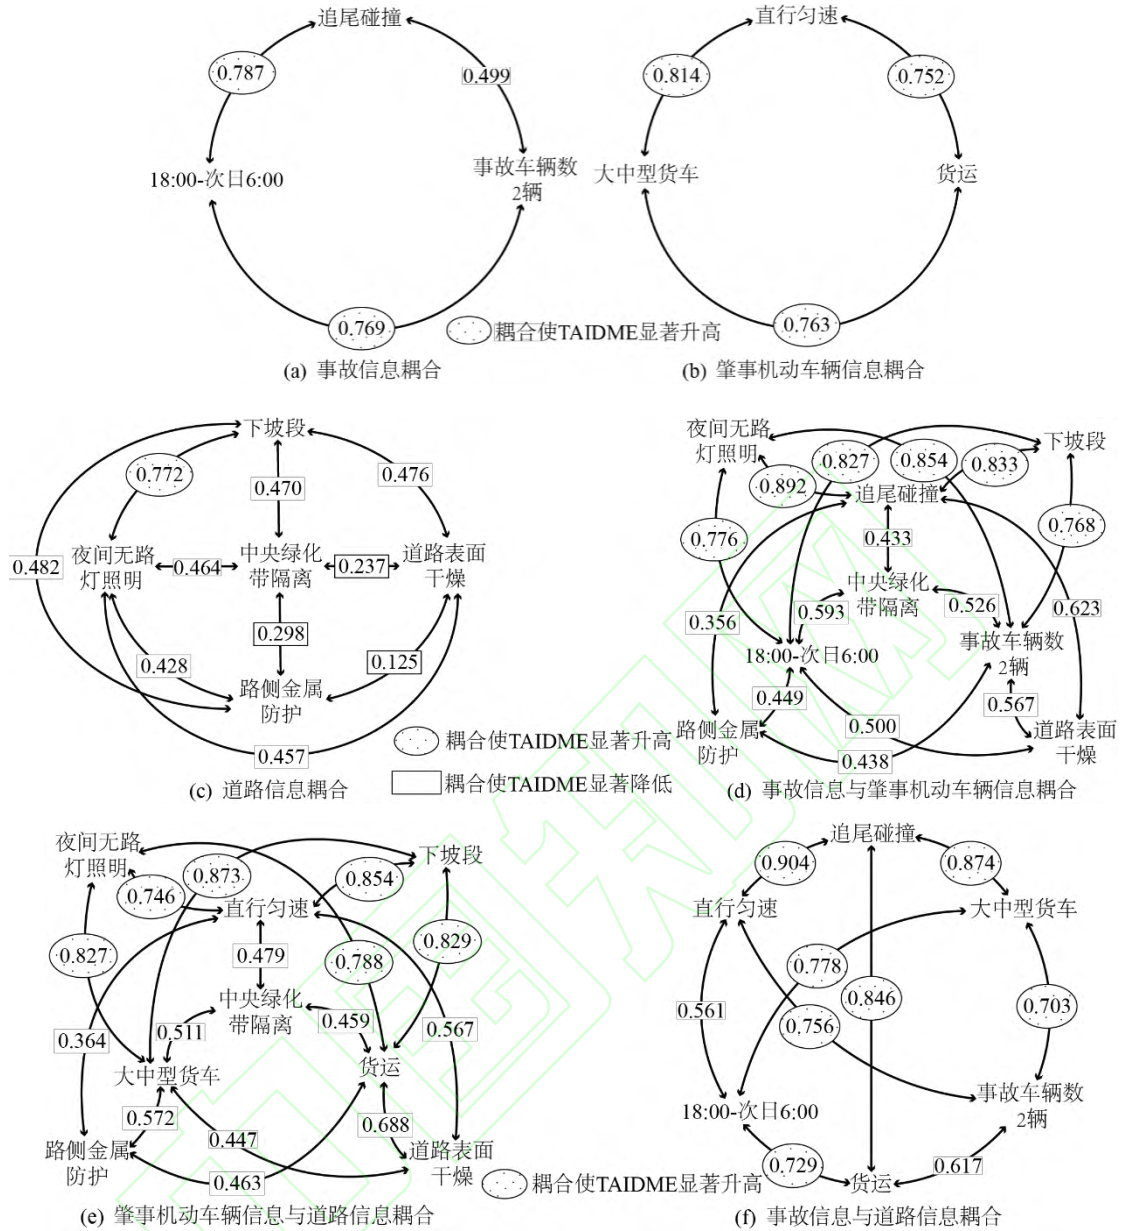 追尾碰撞
0.787
0.499
18:00-次日6:00
事故车辆数
2辆
0.769
(a) 事故信息耦合
直行匀速
0.814
0.752
大中型货车
货运
0.763
(b) 肇事机动车辆信息耦合
耦合使TAIDME显著升高
下坡段
0.772
0.470
0.476
0.482
夜间无路
灯照明
0.464
中央绿化
带隔离
0.237
道路表面
干燥
0.298
0.428
0.125
路侧金属
防护
0.457
(c) 道路信息耦合
耦合使TAIDME显著升高
耦合使TAIDME显著降低
夜间无路
灯照明
0.827
0.854
0.833
下坡段
0.892
追尾碰撞
0.776
0.433
0.768
中央绿化
带隔离
0.356
0.593
0.526
0.623
18:00-次日6:00
事故车辆数
2辆
0.449
0.567
路侧金属
防护
0.500
0.438
道路表面
干燥
(d) 事故信息与肇事机动车辆信息耦合
夜间无路
灯照明
0.873
0.854
下坡段
0.746
直行匀速
0.827
0.479
0.788
0.829
中央绿化
带隔离
0.364
0.511
0.459
0.567
大中型货车
货运
0.572
0.447
0.688
路侧金属
防护
0.463
道路表面
干燥
(e) 肇事机动车辆信息与道路信息耦合
耦合使TAIDME显著升高
追尾碰撞
0.904
0.874
直行匀速
大中型货车
0.778
0.846
0.561
0.756
0.703
18:00-次日6:00
事故车辆数
2辆
0.729
货运
0.617
(f) 事故信息与道路信息耦合